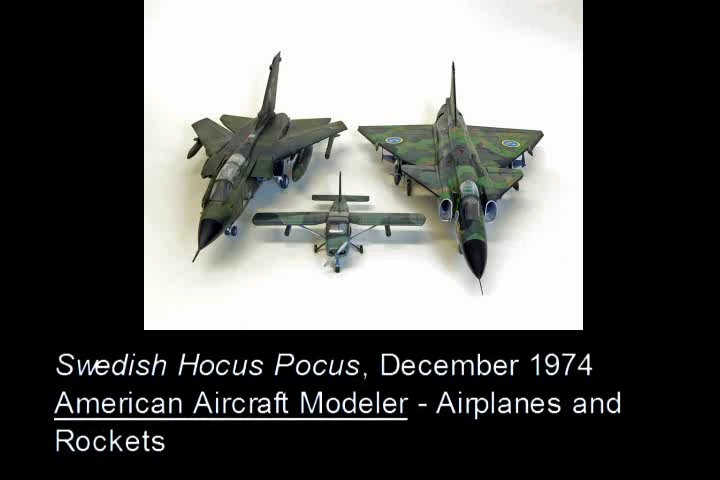 Swedish Hocus Pocus, December 1974
American Aircraft Modeler - Airplanes and
Rockets